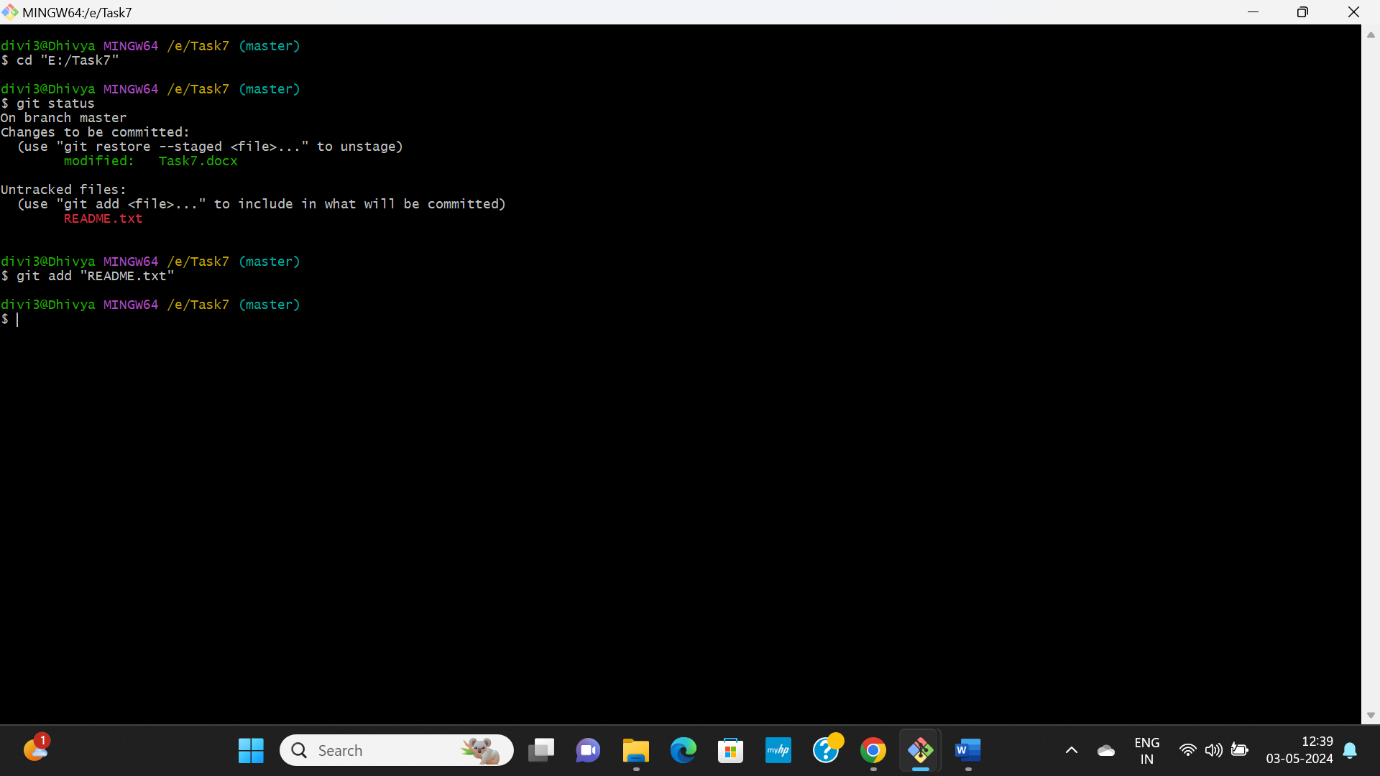 MINGW64:/e/Task7
divi3@Dhivya MINGW64 /e/Task7 (master)
$ cd "E:/Task7"
divi3@Dhivya MINGW64 /e/Task7 (master)
$ git status
On branch master
Changes to be committed:
  (use "git restore --staged <file>..." to unstage)
        modified:   Task7.docx
Untracked files:
  (use "git add <file>..." to include in what will be committed)
        README.txt
divi3@Dhivya MINGW64 /e/Task7 (master)
$ git add "README.txt"
divi3@Dhivya MINGW64 /e/Task7 (master)
$
1
Search
myhp
?
W
ENG
IN
12:39
03-05-2024